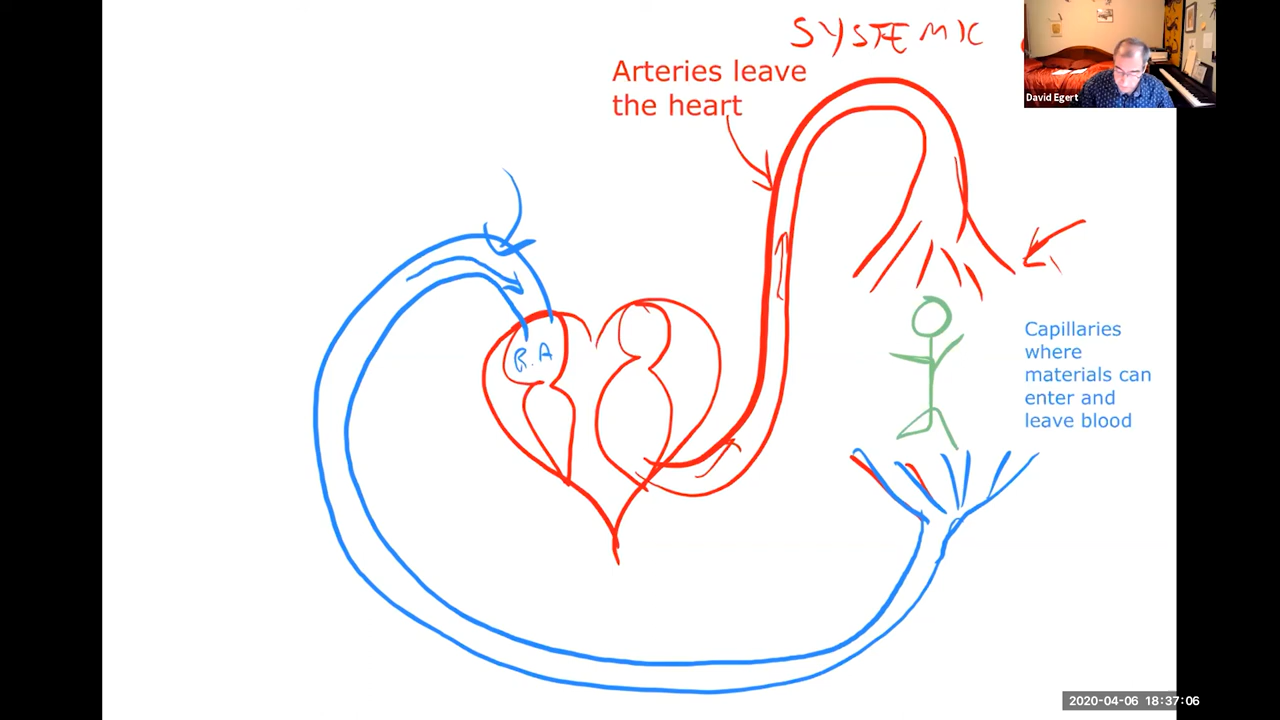 SYSTEMIC
Arteries leave
the heart
David Egert
R.A
Capillaries
where
materials can
enter and
leave blood
2020-04-06 18:37:06